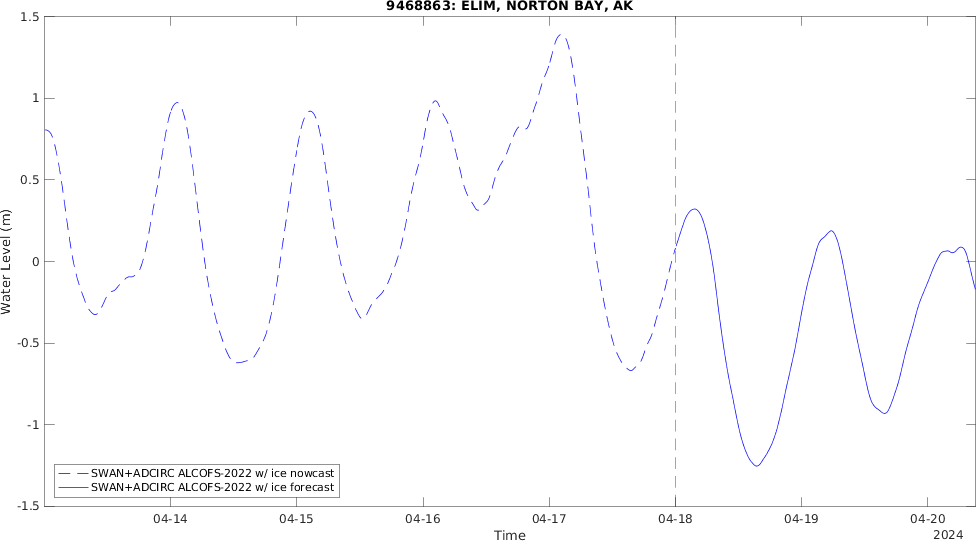 9468863: ELIM, NORTON BAY, AK
1.5
1
0.5
0
-0.5
-1
-1.5
Water Level (m)
SWAN+ADCIRC ALCOFS-2022 w/ ice nowcast
SWAN+ADCIRC ALCOFS-2022 w/ ice forecast
04-14 04-15 04-16 04-17 04-18 04-19 04-20
Time
2024